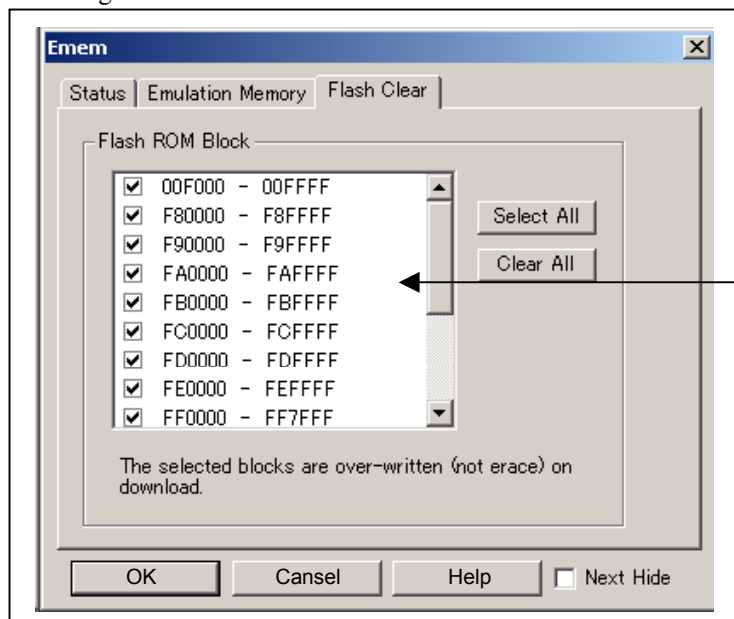 Emem
Status Emulation Memory Flash Clear
Flash ROM Block
00F000 - 00FFFF
F80000 - F8FFFF
F90000 - F9FFFF
FA0000 - FAFFFF
FB0000 - FBFFFF
FC0000 - FCFFFF
FD0000 - FDFFFF
FE0000 - FEFFFF
FF0000 - FF7FFF
Select All
Clear All
The selected blocks are over-written (not erace) on
download.
OK Cansel Help Next Hide